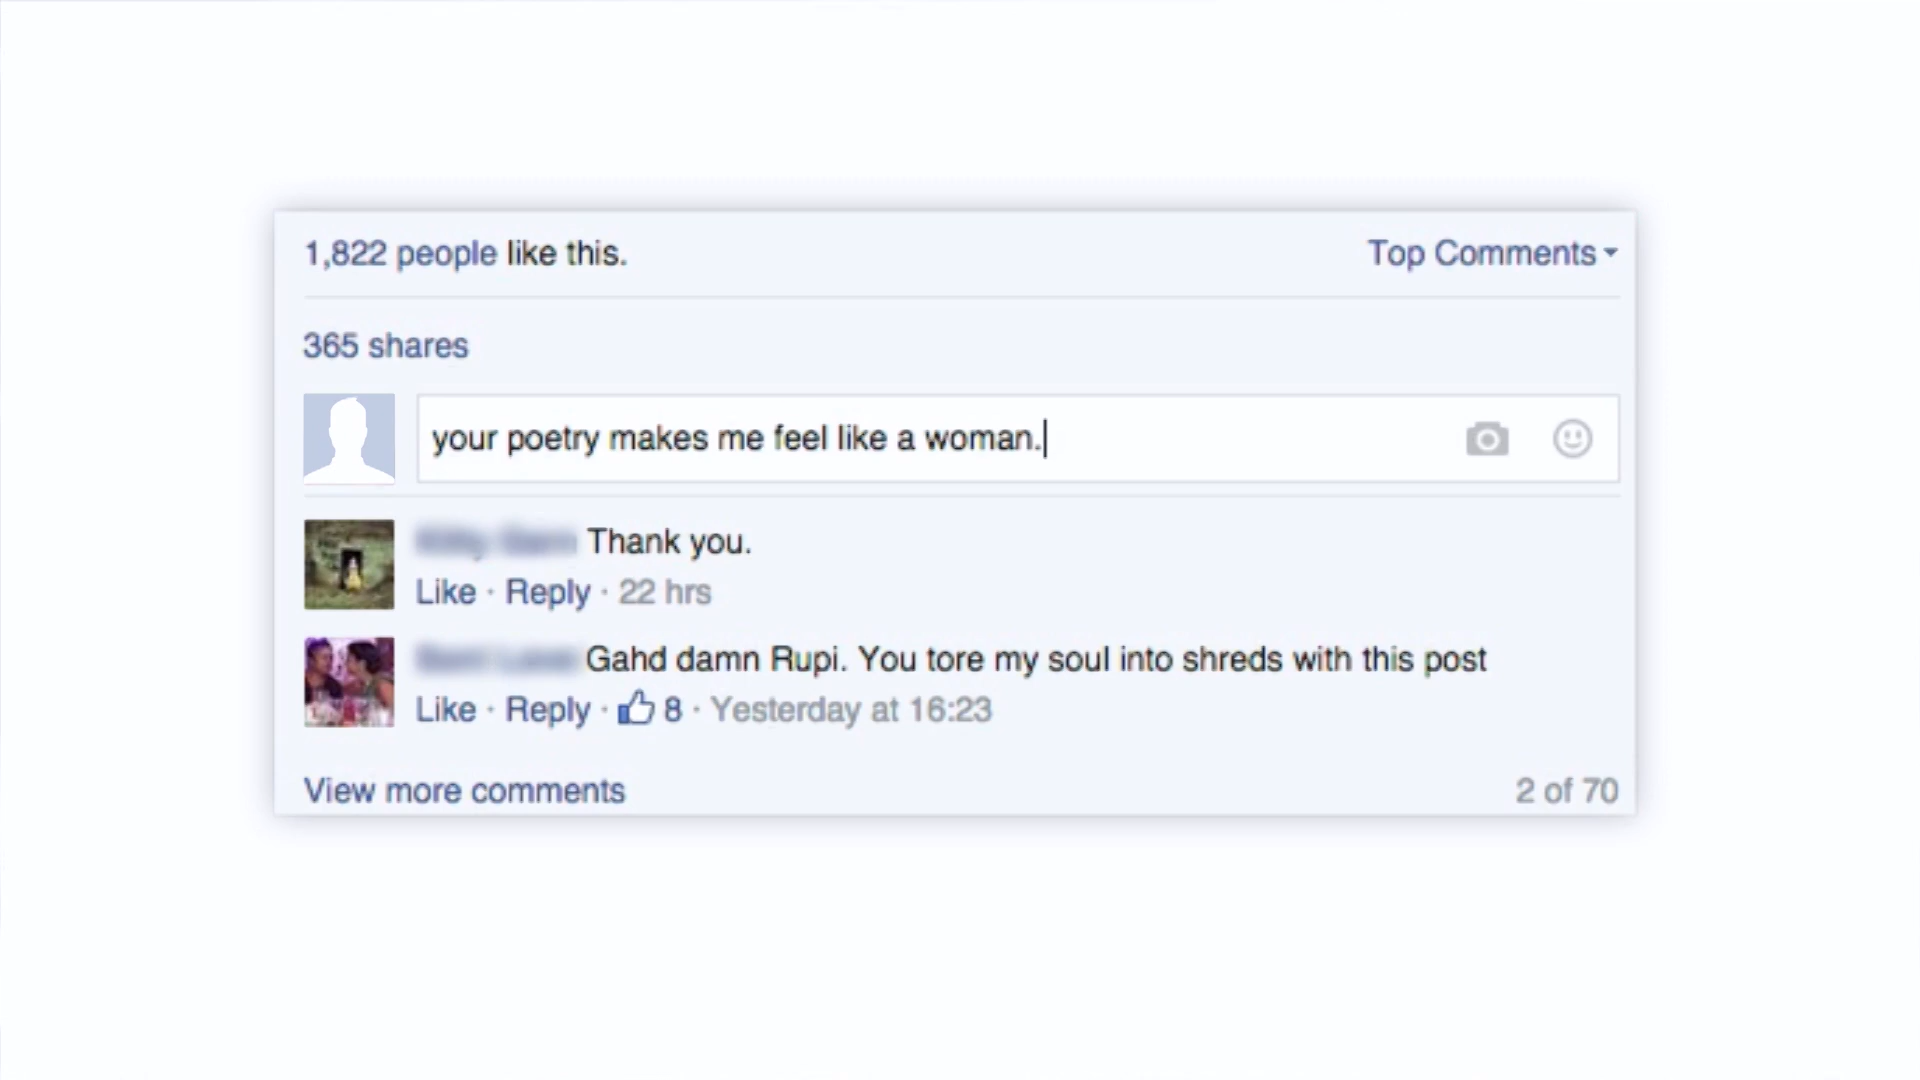 1,822 people like this.
Top Comments
365 shares
your poetry makes me feel like a woman.
Thank you.
Like · Reply · 22 hrs
Gahd damn Rupi. You tore my soul into shreds with this post
Like · Reply · 8 · Yesterday at 16:23
View more comments
2 of 70